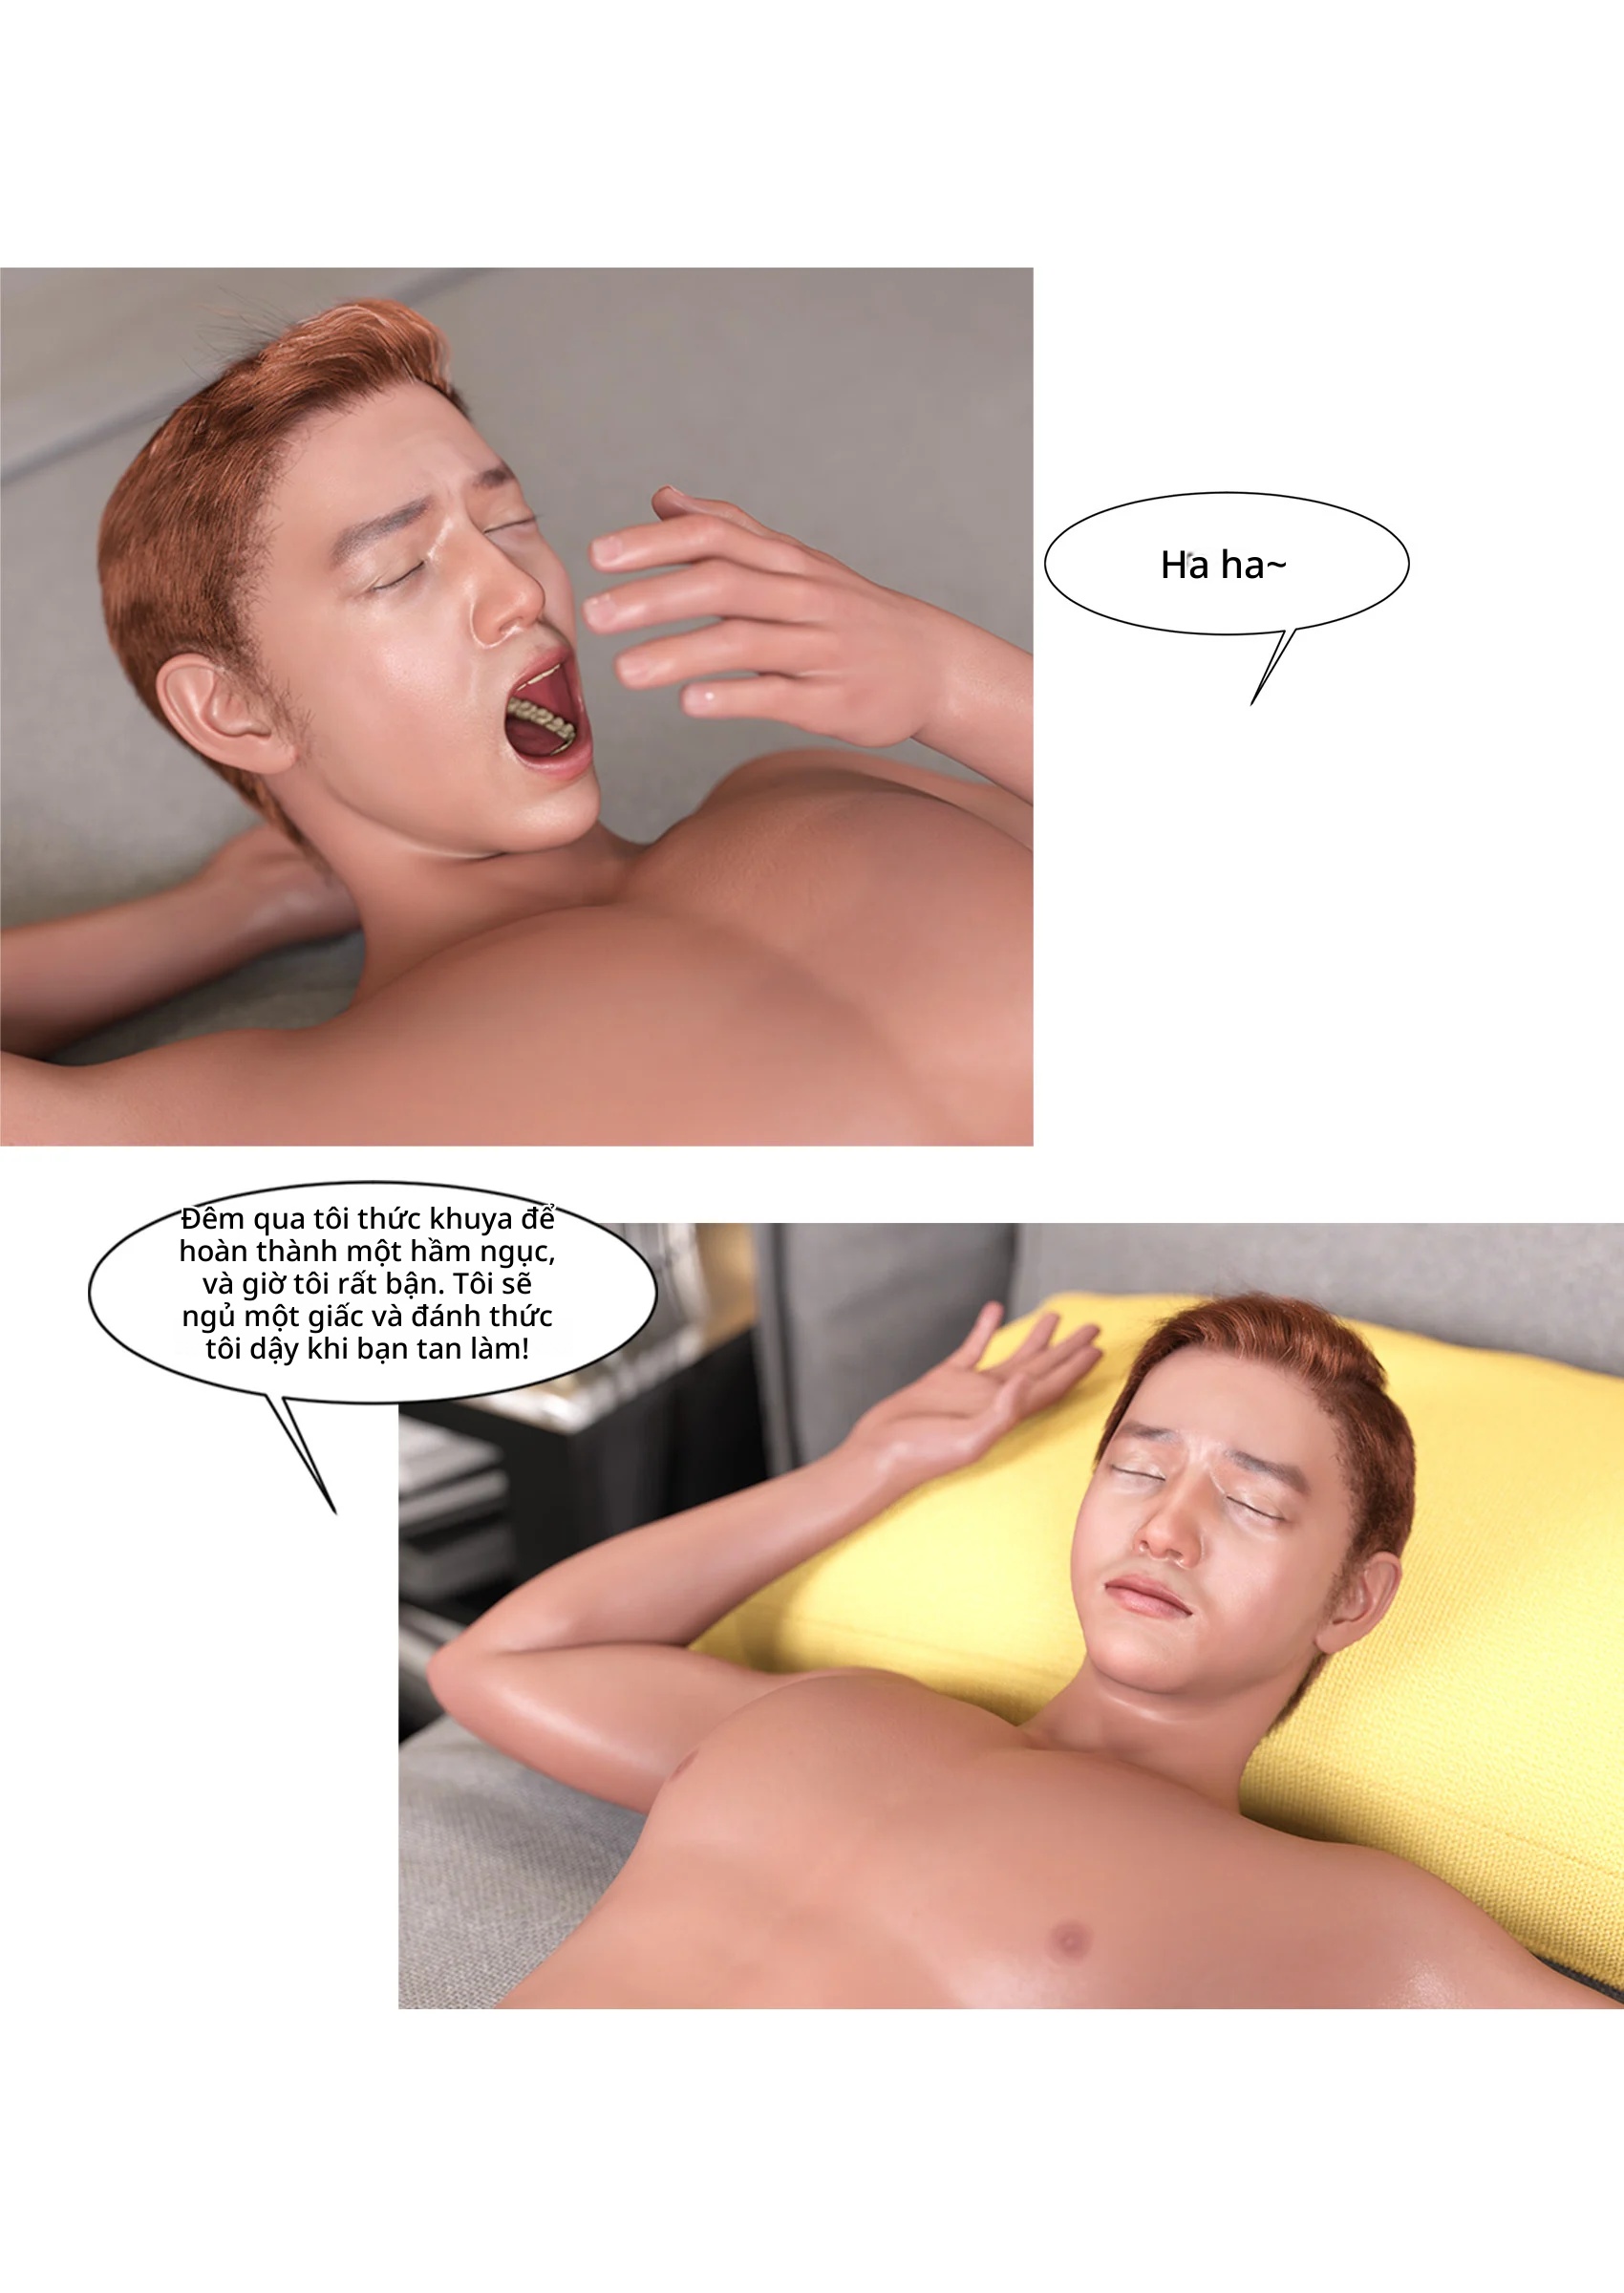 Ha ha~
Đêm qua tôi thức khuya để
hoàn thành một hầm ngục,
và giờ tôi rất bận. Tôi sẽ
ngủ một giấc và đánh thức
tôi dậy khi bạn tan làm!